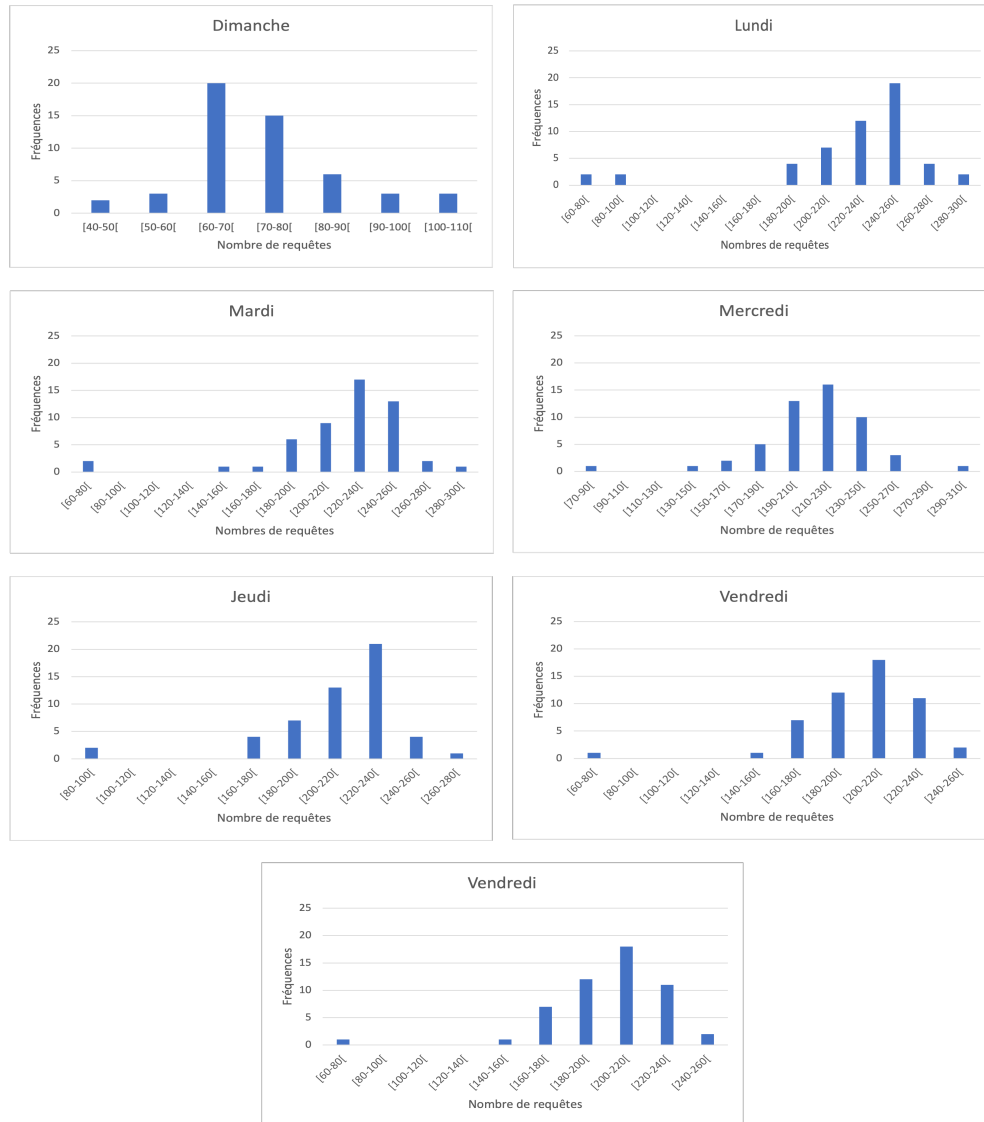 Dimanche
25
20
15
10
5
0
Fréquences
[40-50[ [50-60[ [60-70[ [70-80[ [80-90[ [90-100[ [100-110[
Nombre de requêtes
Lundi
25
20
15
10
5
0
Fréquences
[60-80[ [80-100[ [100-120[ [120-140[ [140-160[ [160-180[ [180-200[ [200-220[ [220-240[ [240-260[ [260-280[ [280-300[
Nombres de requêtes
Mardi
25
20
15
10
5
0
Fréquences
[60-80[ [80-100[ [100-120[ [120-140[ [140-160[ [160-180[ [180-200[ [200-220[ [220-240[ [240-260[ [260-280[ [280-300[
Nombres de requêtes
Mercredi
25
20
15
10
5
0
Fréquences
[70-90[ [90-110[ [110-130[ [130-150[ [150-170[ [170-190[ [190-210[ [210-230[ [230-250[ [250-270[ [270-290[ [290-310[
Nombre de requêtes
Jeudi
25
20
15
10
5
0
Fréquences
[80-100[ [100-120[ [120-140[ [140-160[ [160-180[ [180-200[ [200-220[ [220-240[ [240-260[ [260-280[
Nombre de requêtes
Vendredi
25
20
15
10
5
0
Fréquences
[60-80[ [80-100[ [100-120[ [120-140[ [140-160[ [160-180[ [180-200[ [200-220[ [220-240[ [240-260[
Nombre de requêtes
Vendredi
25
20
15
10
5
0
Fréquences
[60-80[ [80-100[ [100-120[ [120-140[ [140-160[ [160-180[ [180-200[ [200-220[ [220-240[ [240-260[
Nombre de requêtes